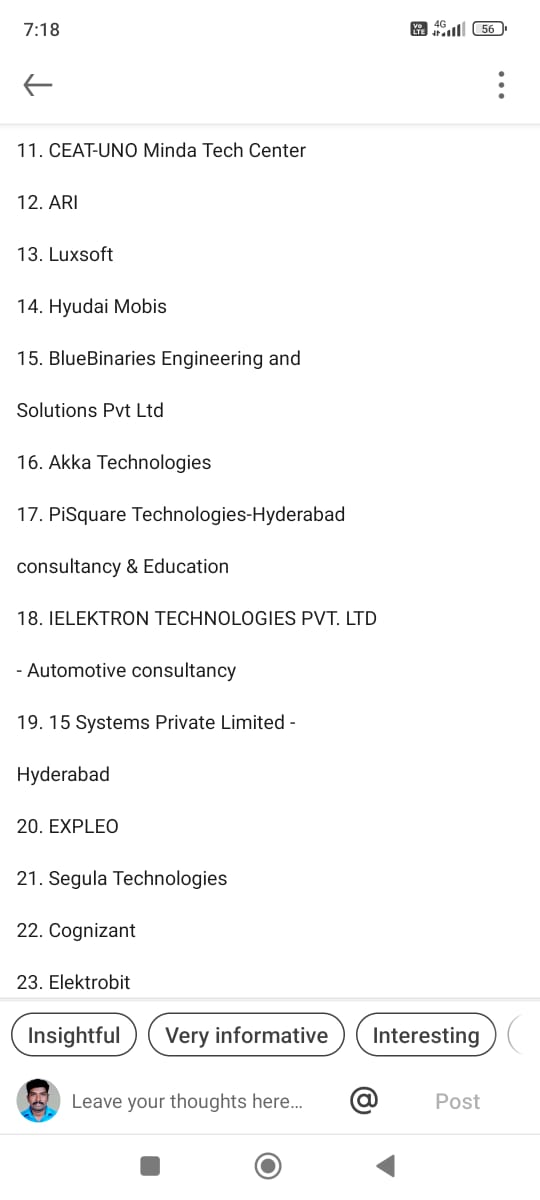 7:18
Vo LTE 4G 56
11. CEAT-UNO Minda Tech Center
12. ARI
13. Luxsoft
14. Hyudai Mobis
15. BlueBinaries Engineering and
Solutions Pvt Ltd
16. Akka Technologies
17. PiSquare Technologies-Hyderabad
consultancy & Education
18. IELEKTRON TECHNOLOGIES PVT. LTD
- Automotive consultancy
19. 15 Systems Private Limited -
Hyderabad
20. EXPLEO
21. Segula Technologies
22. Cognizant
23. Elektrobit
Insightful Very informative Interesting
Leave your thoughts here... @ Post